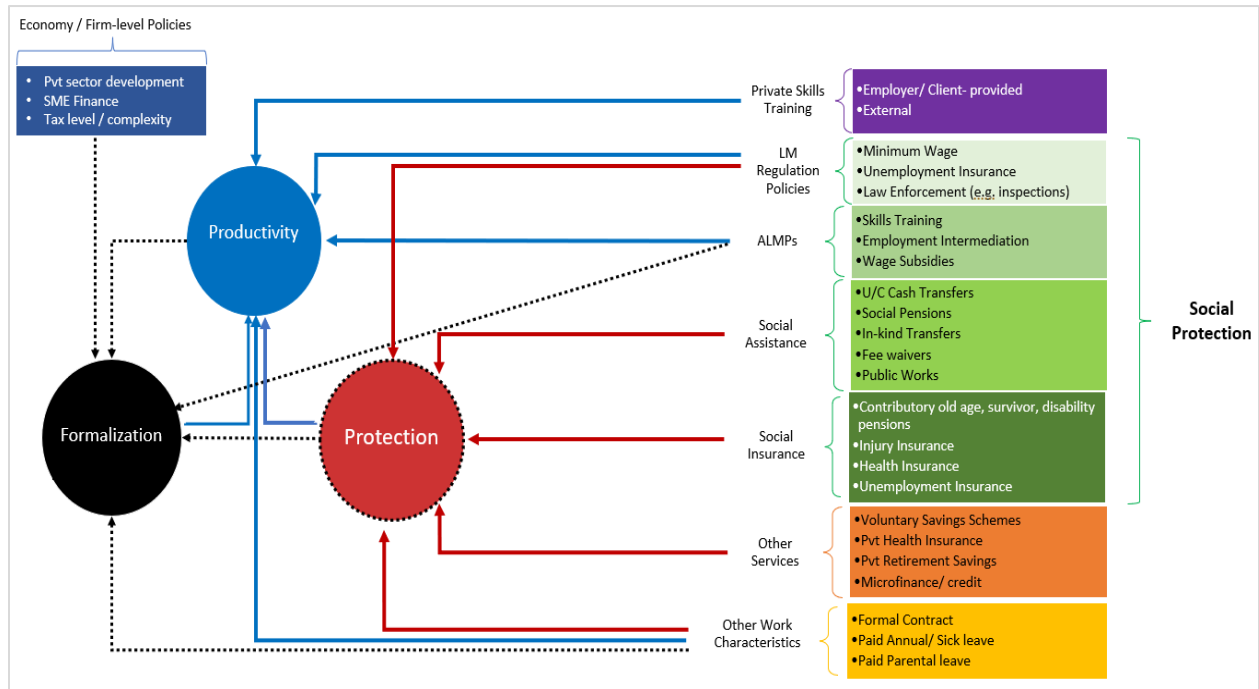 Economy / Firm-level Policies
• Pvt sector development
• SME Finance
• Tax level / complexity
Productivity
Formalization
Protection
Private Skills
Training
•Employer/ Client- provided
•External
LM
Regulation
Policies
•Minimum Wage
•Unemployment Insurance
•Law Enforcement (e.g. inspections)
ALMPs
•Skills Training
•Employment Intermediation
•Wage Subsidies
Social
Assistance
•U/C Cash Transfers
•Social Pensions
•In-kind Transfers
•Fee waivers
•Public Works
Social
Insurance
•Contributory old age, survivor, disability
pensions
•Injury Insurance
•Health Insurance
•Unemployment Insurance
Other
Services
•Voluntary Savings Schemes
•Pvt Health Insurance
•Pvt Retirement Savings
•Microfinance/ credit
Other Work
Characteristics
•Formal Contract
•Paid Annual/ Sick leave
•Paid Parental leave
Social
Protection